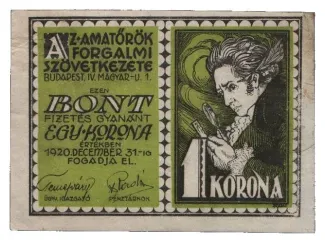 AZ-AMATŐRÖK
FORGALMI
SZÖVETKEZETE
BUDAPEST, IV. MAGYAR-U. 1.
EZEN
BONT
FIZETÉS GYANÁNT
EGY-KORONA
ÉRTÉKBEN
1920.DECEMBER 31-IG
FOGADJA EL.
PÉNZTÁRNOK
1 KORONA